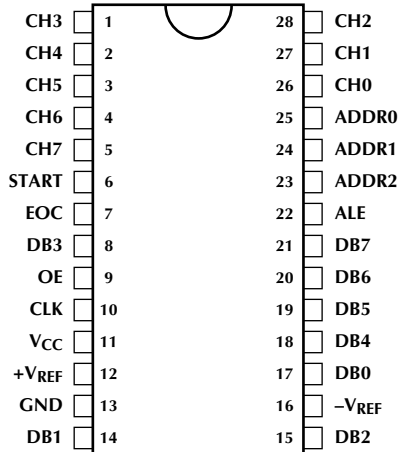 CH3 1 28 CH2
CH4 2 27 CH1
CH5 3 26 CH0
CH6 4 25 ADDR0
CH7 5 24 ADDR1
START 6 23 ADDR2
EOC 7 22 ALE
DB3 8 21 DB7
OE 9 20 DB6
CLK 10 19 DB5
VCC 11 18 DB4
+VREF 12 17 DB0
GND 13 16 –VREF
DB1 14 15 DB2